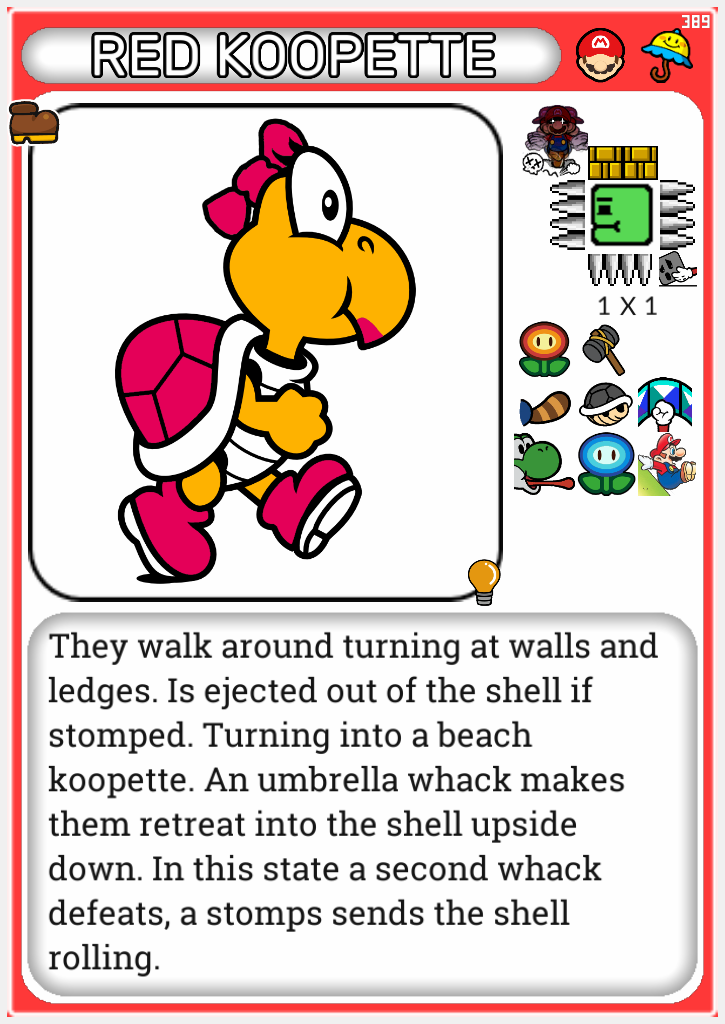 389
RED KOOPETTE
1 X 1
They walk around turning at walls and
ledges. Is ejected out of the shell if
stomped. Turning into a beach
koopette. An umbrella whack makes
them retreat into the shell upside
down. In this state a second whack
defeats, a stomps sends the shell
rolling.